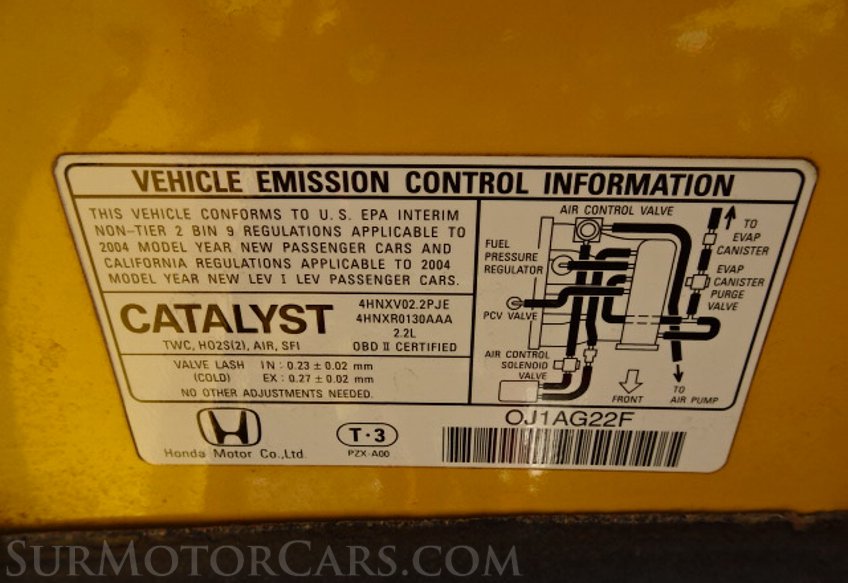 VEHICLE EMISSION CONTROL INFORMATION
THIS VEHICLE CONFORMS TO U.S. EPA INTERIM
NON-TIER 2 BIN 9 REGULATIONS APPLICABLE TO
2004 MODEL YEAR NEW PASSENGER CARS AND
CALIFORNIA REGULATIONS APPLICABLE TO 2004
MODEL YEAR NEW LEV I LEV PASSENGER CARS.
CATALYST
TWC, HO2S(2), AIR, SFI
4HNXV02.2PJE
4HNXR0130AAA
2.2L
OBD II CERTIFIED
VALVE LASH IN : 0.23 ± 0.02 mm
(COLD) EX : 0.27 ± 0.02 mm
NO OTHER ADJUSTMENTS NEEDED.
AIR CONTROL VALVE
TO
EVAP
CANISTER
FUEL
PRESSURE
REGULATOR
EVAP
CANISTER
PURGE
VALVE
PCV VALVE
AIR CONTROL
SOLENOID
VALVE
FRONT
TO
AIR PUMP
Honda Motor Co., Ltd.
T・3
PZX-A00
OJ1AG22F
SURMOTORCARS.COM